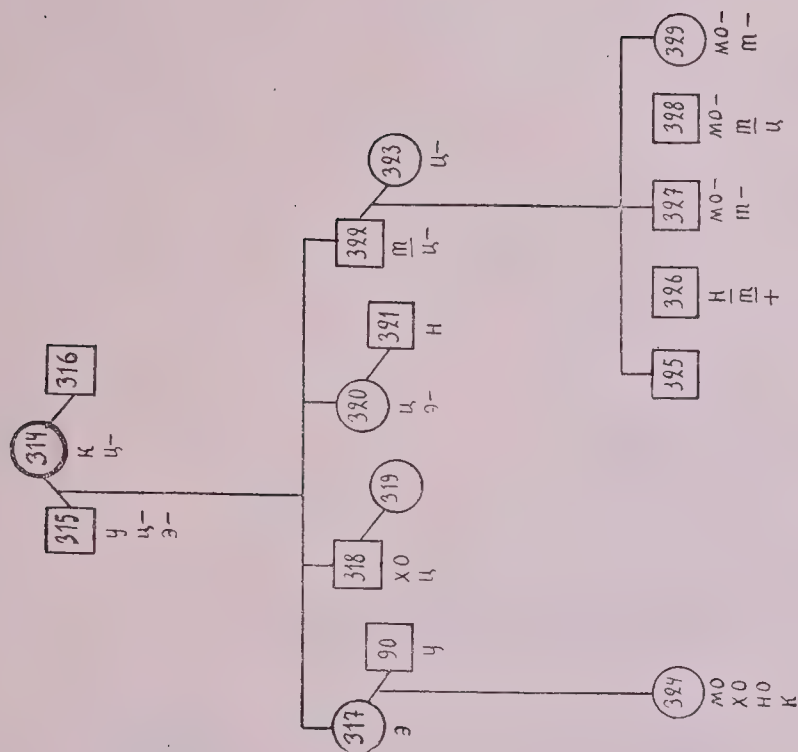 315
314
316
у
ц-
э-
к
ц-
317
90
318
319
320
321
322
323
э
у
хо
ц
ц
э-
н
т
ц-
ц-
324
325
326
327
328
329
мо
хо
но
к
н
т
+
мо-
т-
мо-
т
ц
мо-
т-